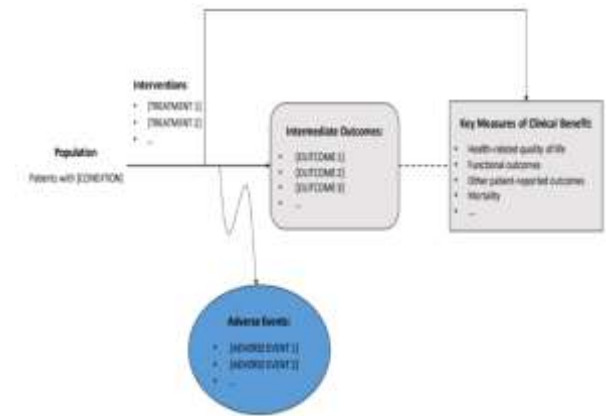 Interventions
• [TREATMENT 1]
• [TREATMENT 2]
• ...
Population
Patients with [CONDITION]
Intermediate Outcomes:
• [OUTCOME 1]
• [OUTCOME 2]
• [OUTCOME 3]
• ...
Key Measures of Clinical Benefit:
• Health-related quality of life
• Functional outcomes
• Other patient-reported outcomes
• Mortality
• ...
Adverse Events:
• [ADVERSE EVENT 1]
• [ADVERSE EVENT 2]
• ...